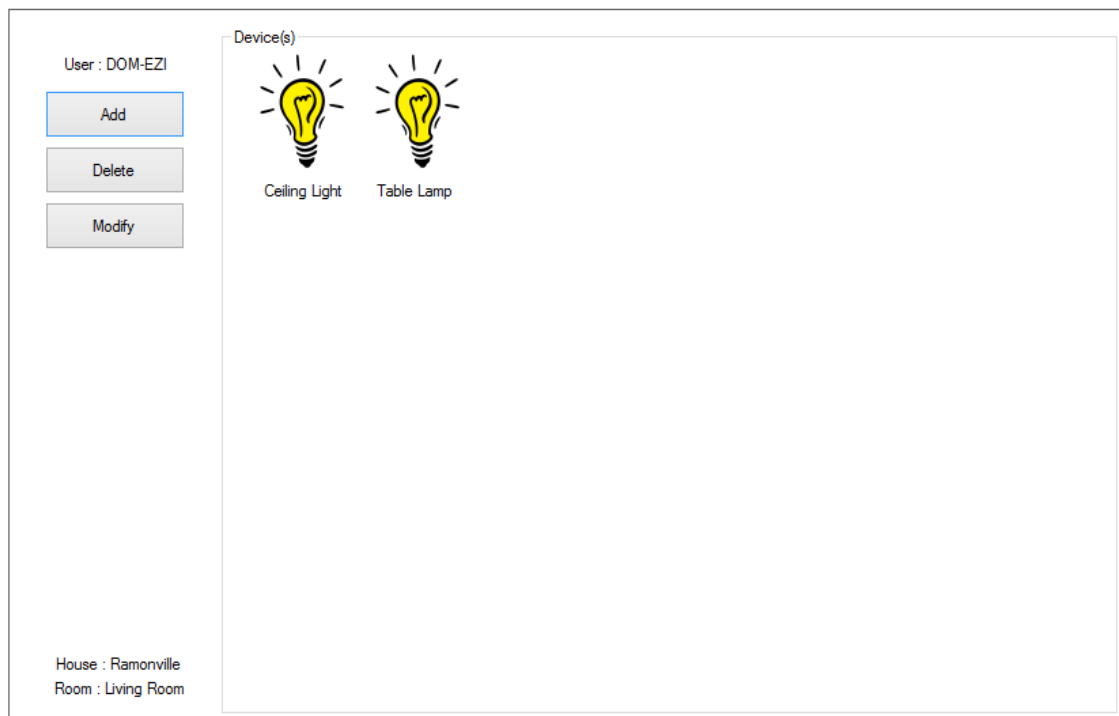 User : DOM-EZI
Add
Delete
Modify
Device(s)
Ceiling Light
Table Lamp
House : Ramonville
Room : Living Room